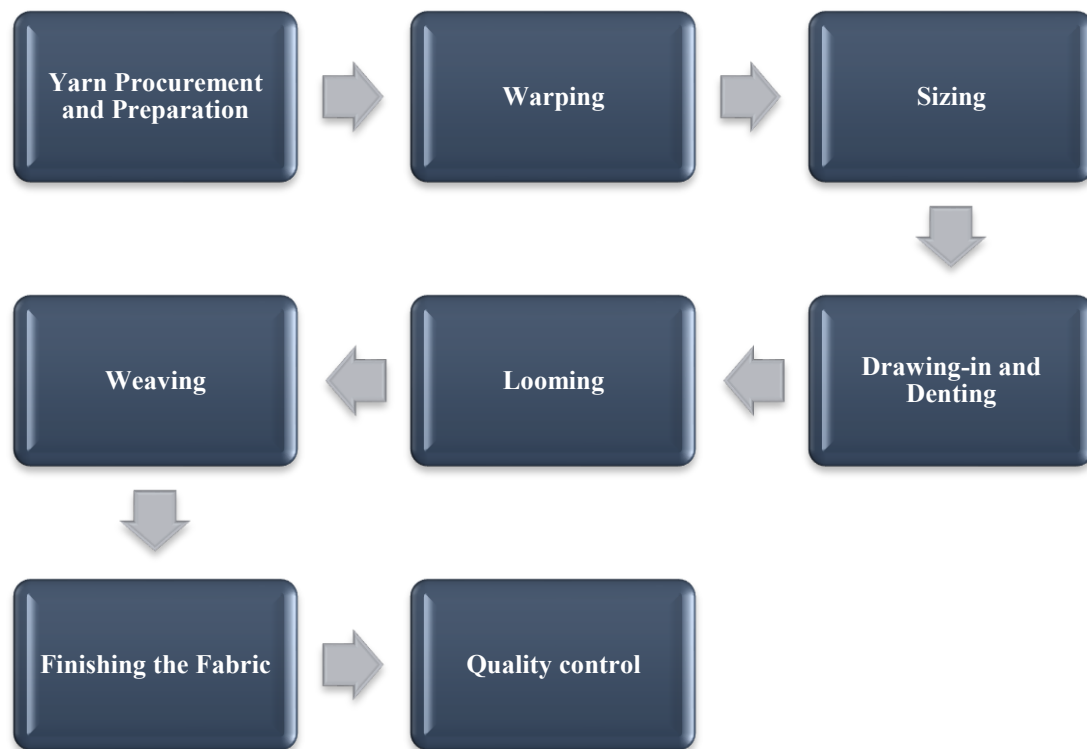 Yarn Procurement
and Preparation
Warping
Sizing
Drawing-in and
Denting
Looming
Weaving
Finishing the Fabric
Quality control